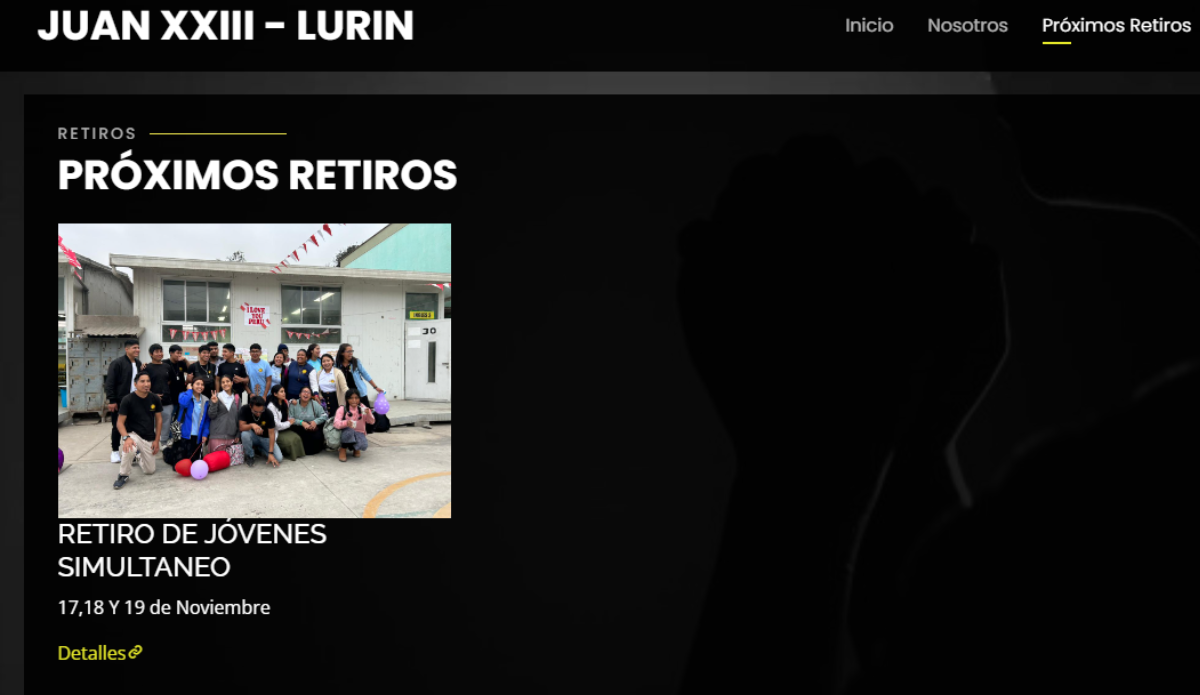 JUAN XXIII – LURIN
Inicio Nosotros Próximos Retiros
RETIROS
PRÓXIMOS RETIROS
I LOVE
YOU
PERÚ
30
RETIRO DE JÓVENES
SIMULTANEO
17,18 Y 19 de Noviembre
Detalles